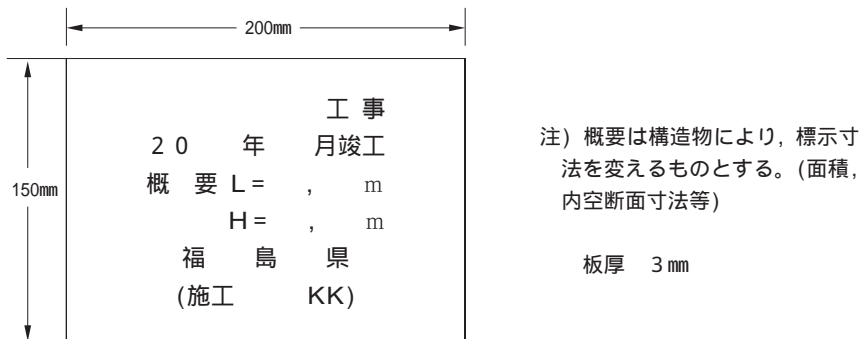 200mm
150mm
工 事
２０　年　月竣工
概 要 L＝　,　ｍ
H＝　,　ｍ
福 島 県
(施工　KK)
注) 概要は構造物により, 標示寸
法を変えるものとする。(面積,
内空断面寸法等)
板厚　3㎜